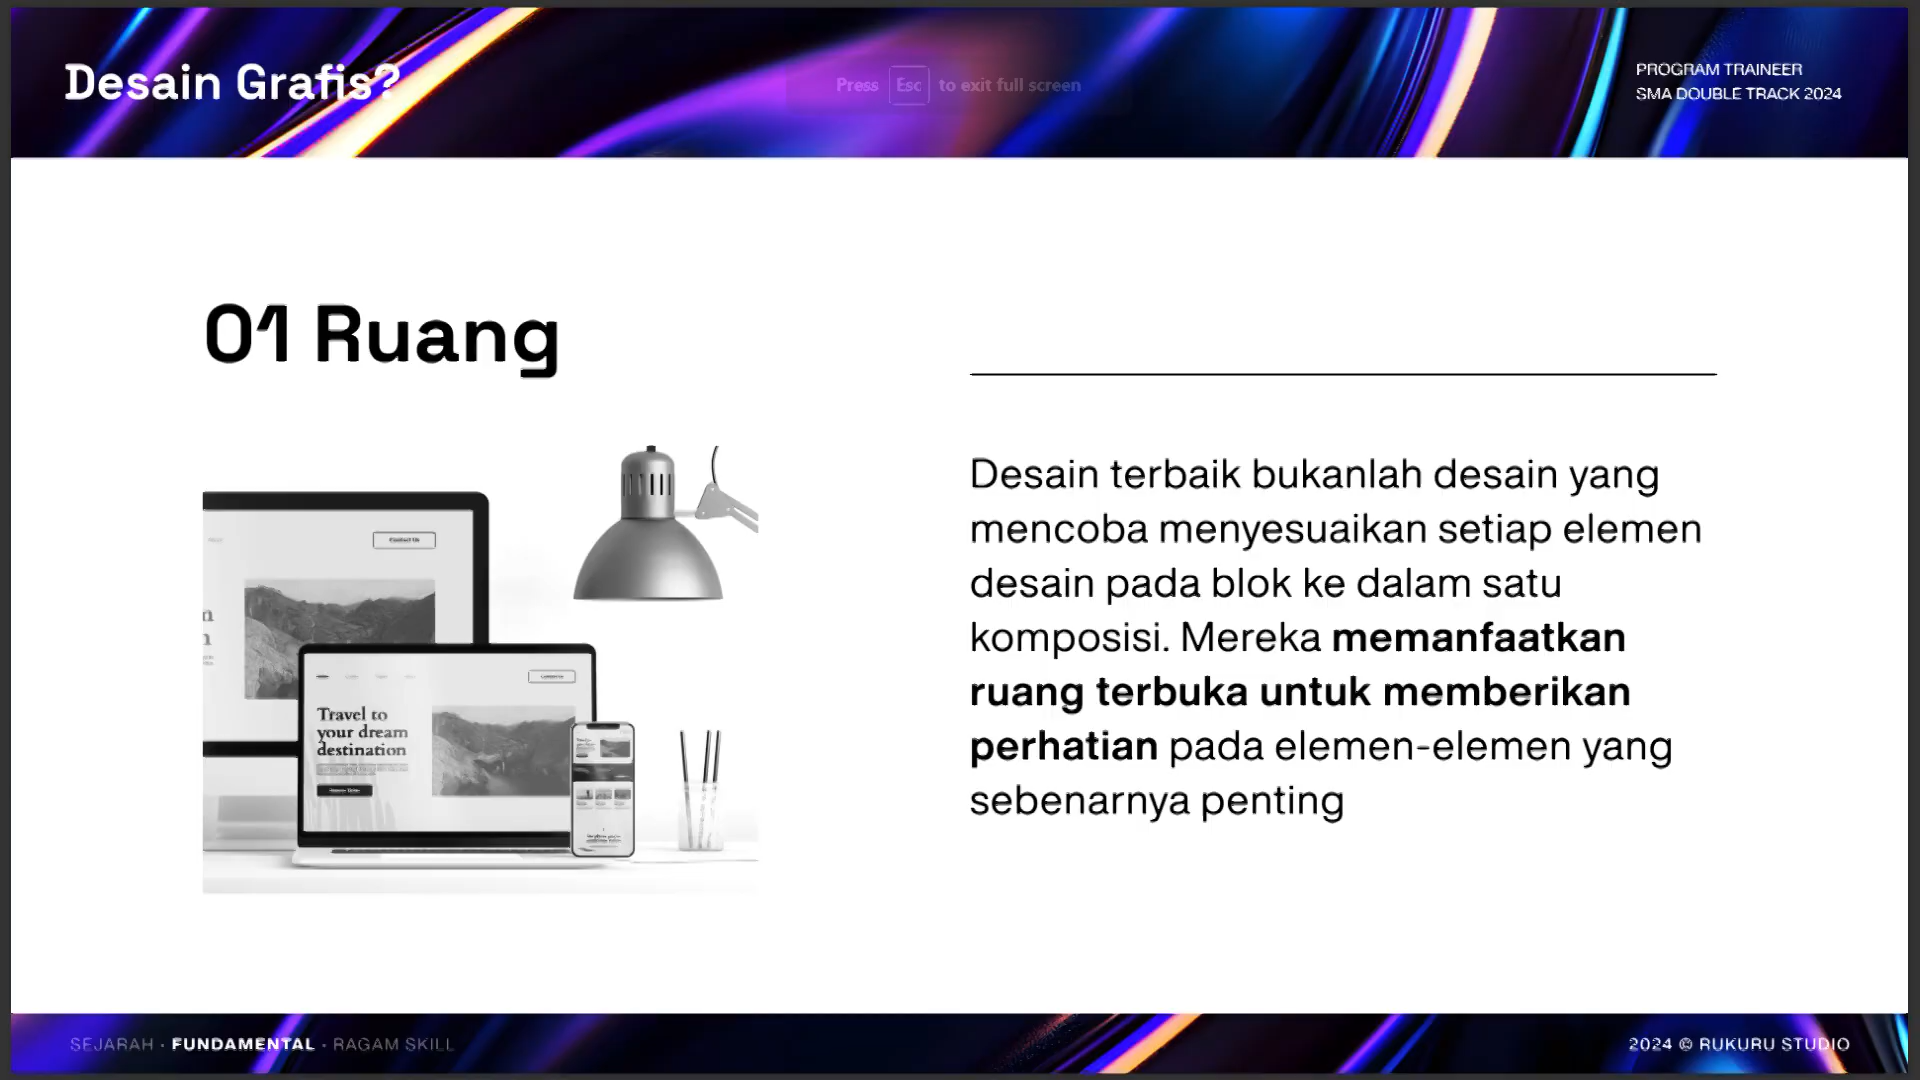 Desain Grafis?
Press Esc to exit full screen
PROGRAM TRAINEER
SMA DOUBLE TRACK 2024
01 Ruang
Contact Us
Travel to
your dream
destination
Desain terbaik bukanlah desain yang
mencoba menyesuaikan setiap elemen
desain pada blok ke dalam satu
komposisi. Mereka memanfaatkan
ruang terbuka untuk memberikan
perhatian pada elemen-elemen yang
sebenarnya penting
SEJARAH · FUNDAMENTAL · RAGAM SKILL
2024 © RUKURU STUDIO